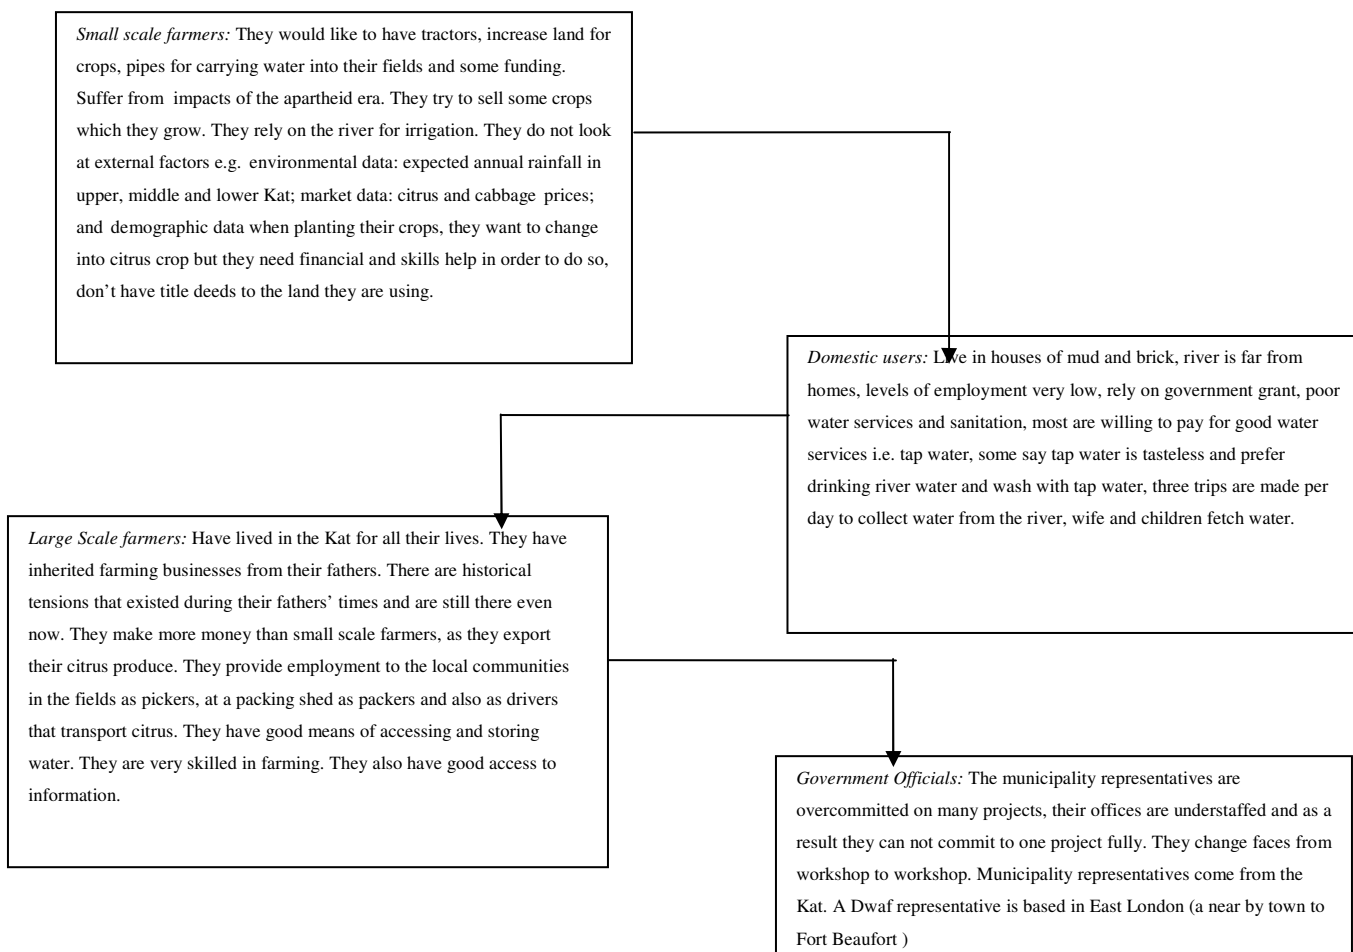 Small scale farmers: They would like to have tractors, increase land for
crops, pipes for carrying water into their fields and some funding.
Suffer from impacts of the apartheid era. They try to sell some crops
which they grow. They rely on the river for irrigation. They do not look
at external factors e.g. environmental data: expected annual rainfall in
upper, middle and lower Kat; market data: citrus and cabbage prices;
and demographic data when planting their crops, they want to change
into citrus crop but they need financial and skills help in order to do so,
don't have title deeds to the land they are using.
Domestic users: Live in houses of mud and brick, river is far from
homes, levels of employment very low, rely on government grant, poor
water services and sanitation, most are willing to pay for good water
services i.e. tap water, some say tap water is tasteless and prefer
drinking river water and wash with tap water, three trips are made per
day to collect water from the river, wife and children fetch water.
Large Scale farmers: Have lived in the Kat for all their lives. They have
inherited farming businesses from their fathers. There are historical
tensions that existed during their fathers' times and are still there even
now. They make more money than small scale farmers, as they export
their citrus produce. They provide employment to the local communities
in the fields as pickers, at a packing shed as packers and also as drivers
that transport citrus. They have good means of accessing and storing
water. They are very skilled in farming. They also have good access to
information.
Government Officials: The municipality representatives are
overcommitted on many projects, their offices are understaffed and as a
result they can not commit to one project fully. They change faces from
workshop to workshop. Municipality representatives come from the
Kat. A Dwaf representative is based in East London (a near by town to
Fort Beaufort )